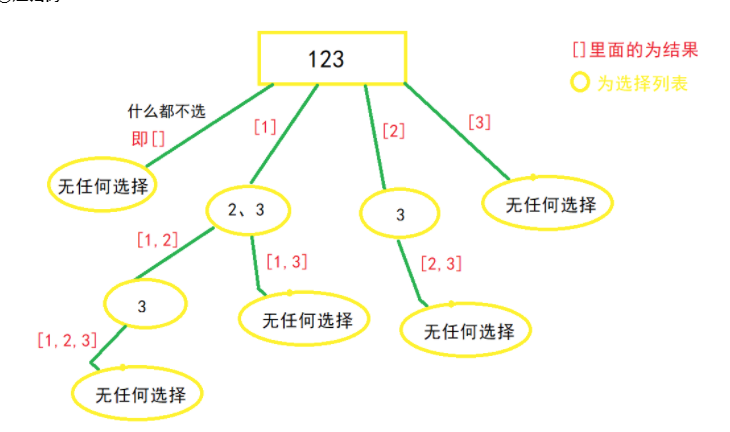 123
[]里面的为结果
为选择列表
什么都不选
即[]
[1]
[2]
[3]
无任何选择
2、3
3
无任何选择
[1,2]
[1,3]
[2,3]
3
无任何选择
无任何选择
[1,2,3]
无任何选择